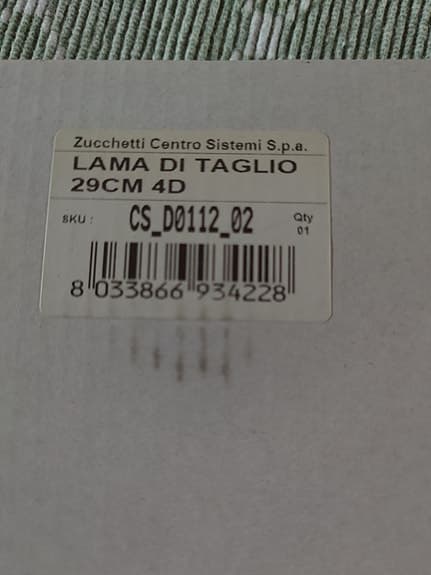 Zucchetti Centro Sistemi S.p.a.
LAMA DI TAGLIO
29CM 4D
SKU : CS_D0112_02 Qty
01
8 033866 934228